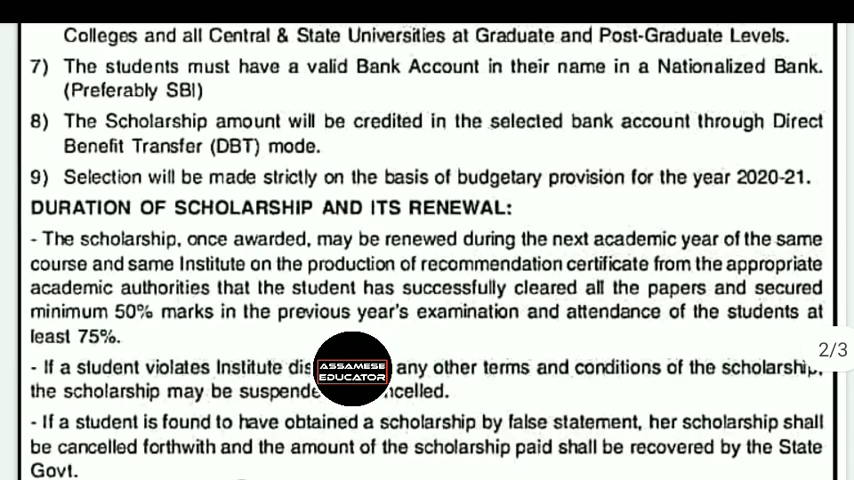 Colleges and all Central & State Universities at Graduate and Post-Graduate Levels.
7) The students must have a valid Bank Account in their name in a Nationalized Bank.
(Preferably SBI)
8) The Scholarship amount will be credited in the selected bank account through Direct
Benefit Transfer (DBT) mode.
9) Selection will be made strictly on the basis of budgetary provision for the year 2020-21.
DURATION OF SCHOLARSHIP AND ITS RENEWAL:
- The scholarship, once awarded, may be renewed during the next academic year of the same
course and same Institute on the production of recommendation certificate from the appropriate
academic authorities that the student has successfully cleared all the papers and secured
minimum 50% marks in the previous year's examination and attendance of the students at
least 75%.
2/3
- If a student violates Institute any other terms and conditions of the scholarship,
ASSAMESE
EDUCATOR
the scholarship may be
- If a student is found to have obtained a scholarship by false statement, her scholarship shall
be cancelled forthwith and the amount of the scholarship paid shall be recovered by the State
Govt.